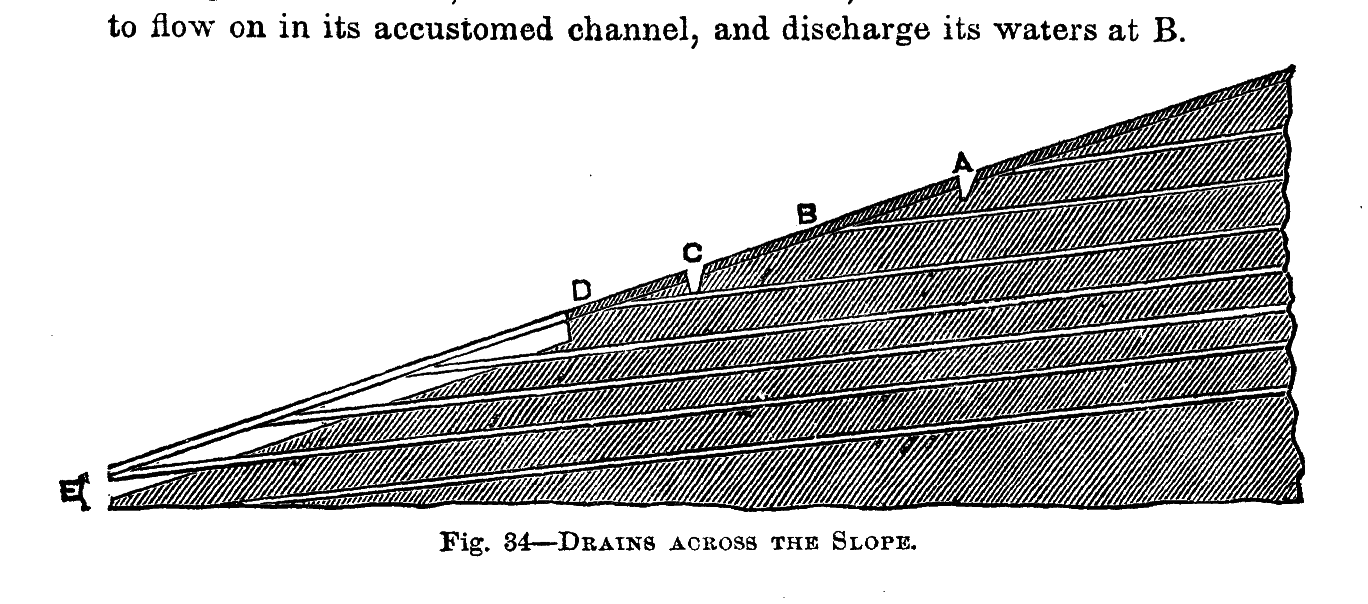 to flow on in its accustomed channel, and discharge its waters at B.
A
B
C
D
E
Fig. 34—Drains across the Slope.